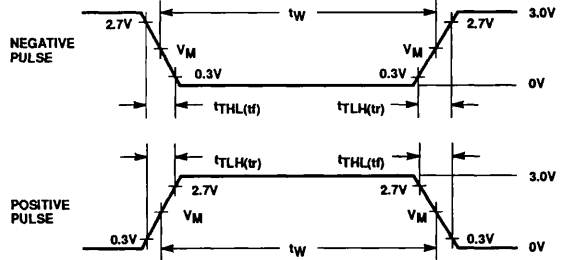 tW
3.0V
2.7V
2.7V
NEGATIVE
PULSE
VM
VM
0.3V
0.3V
0V
tTHL(tf)
tTLH(tr)
tTLH(tr)
tTHL(tf)
3.0V
2.7V
2.7V
POSITIVE
PULSE
VM
VM
0.3V
0.3V
tW
0V